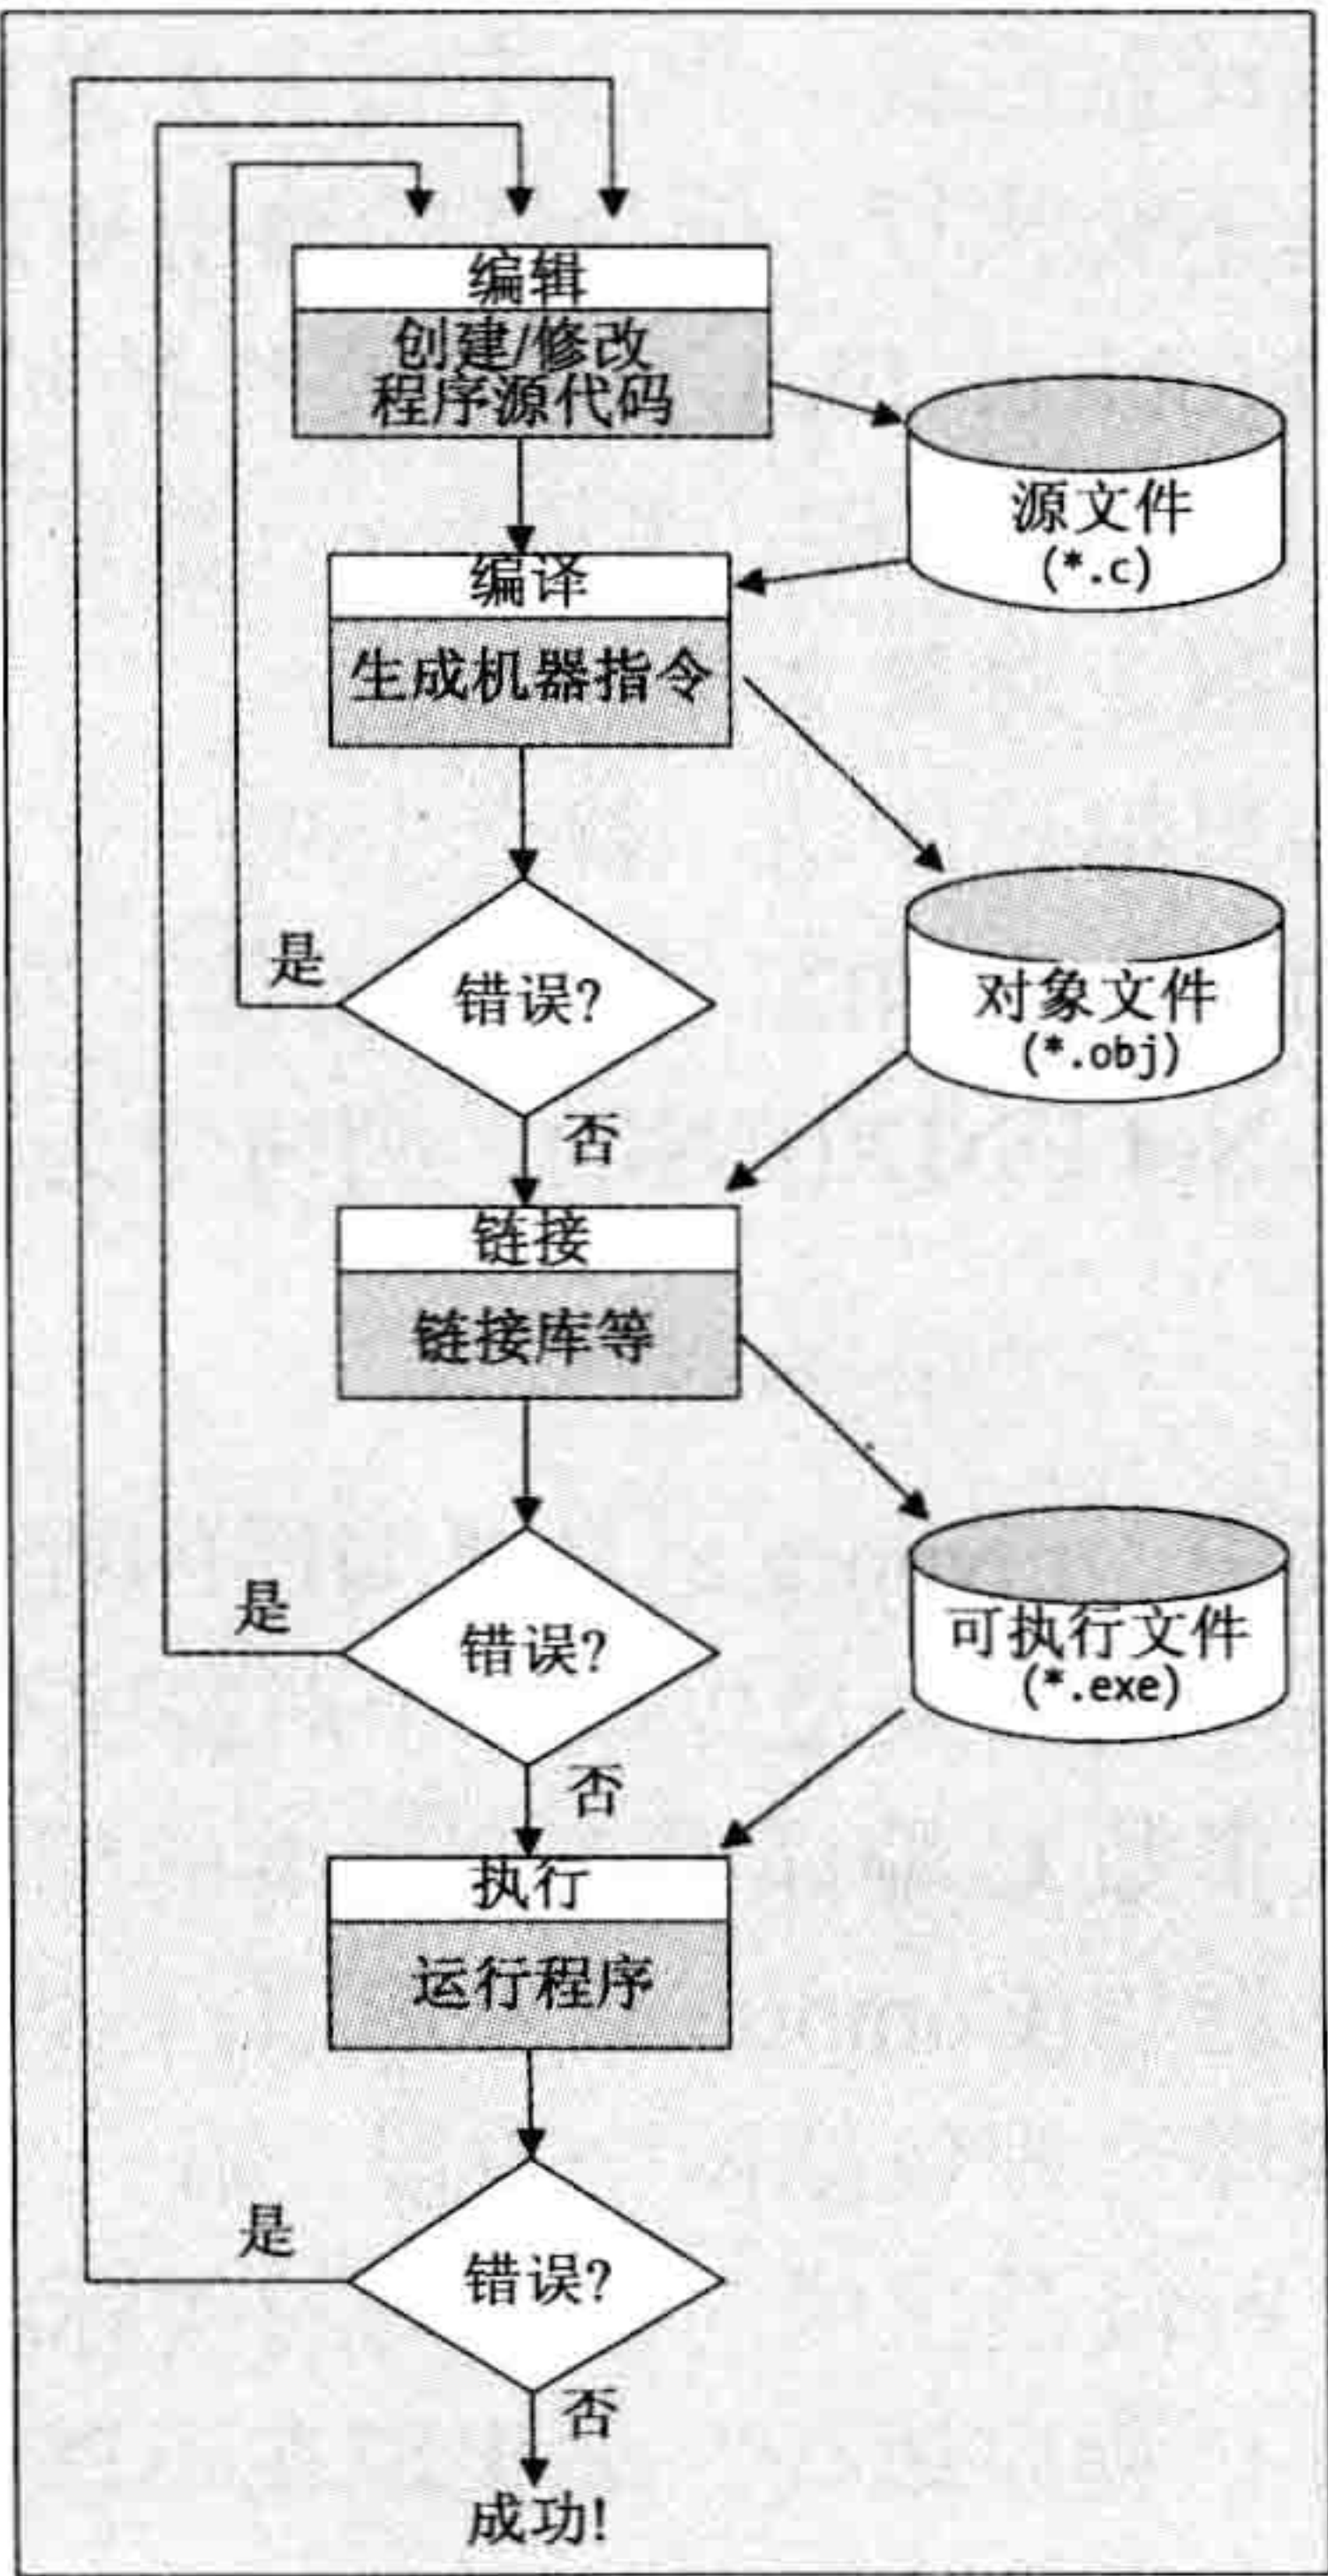 编辑
创建/修改
程序源代码
源文件
(*.c)
编译
生成机器指令
对象文件
(*.obj)
是
错误?
否
链接
链接库等
可执行文件
(*.exe)
是
错误?
否
执行
运行程序
是
错误?
否
成功!